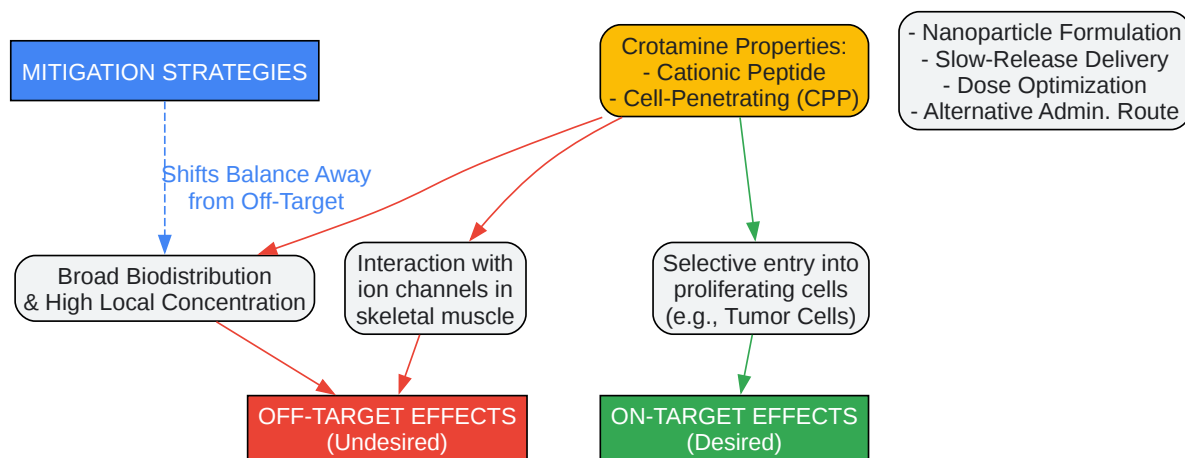 MITIGATION STRATEGIES
Crotamine Properties:
- Cationic Peptide
- Cell-Penetrating (CPP)
- Nanoparticle Formulation
- Slow-Release Delivery
- Dose Optimization
- Alternative Admin. Route
Shifts Balance Away
from Off-Target
Broad Biodistribution
& High Local Concentration
Interaction with
ion channels in
skeletal muscle
Selective entry into
proliferating cells
(e.g., Tumor Cells)
OFF-TARGET EFFECTS
(Undesired)
ON-TARGET EFFECTS
(Desired)